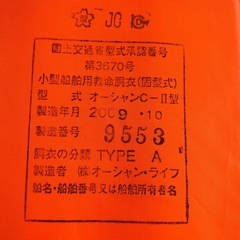 JG
国土交通省型式承認番号
第3670号
小型船舶用救命胴衣(固型式)
型式 オーシャンC-Ⅱ型
製造年月 2009・10
製造番号 9553
胴衣の分類 TYPE A
製造者 (株)オーシャン・ライフ
船名・船舶番号又は船舶所有者名